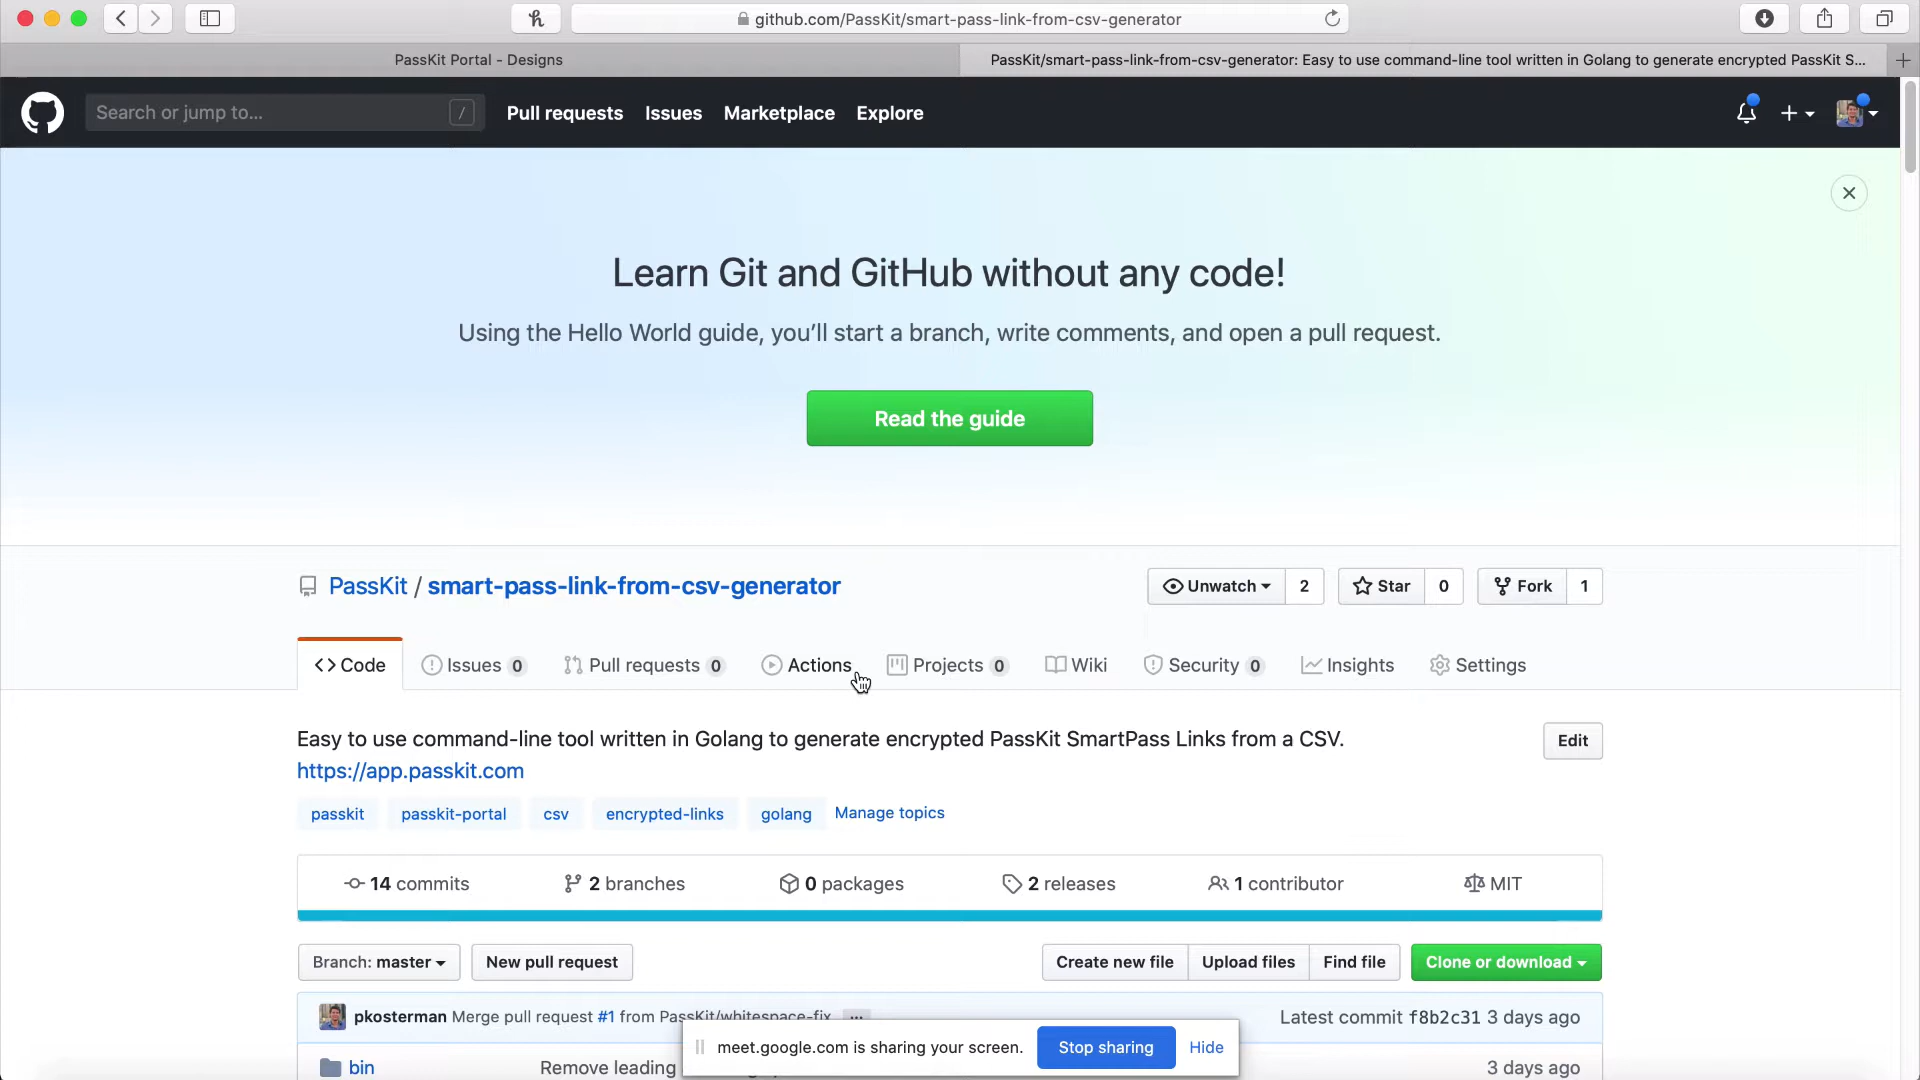 github.com/PassKit/smart-pass-link-from-csv-generator
PassKit Portal - Designs
PassKit/smart-pass-link-from-csv-generator: Easy to use command-line tool written in Golang to generate encrypted PassKit S...
Search or jump to... /
Pull requests Issues Marketplace Explore
Learn Git and GitHub without any code!
Using the Hello World guide, you’ll start a branch, write comments, and open a pull request.
Read the guide
PassKit / smart-pass-link-from-csv-generator
Unwatch 2 Star 0 Fork 1
Code Issues 0 Pull requests 0 Actions Projects 0 Wiki Security 0 Insights Settings
Easy to use command-line tool written in Golang to generate encrypted PassKit SmartPass Links from a CSV.
Edit
https://app.passkit.com
passkit passkit-portal csv encrypted-links golang Manage topics
14 commits 2 branches 0 packages 2 releases 1 contributor MIT
Branch: master New pull request Create new file Upload files Find file Clone or download
pkosterman Merge pull request #1 from PassKit/whitespace-fix ... Latest commit f8b2c31 3 days ago
meet.google.com is sharing your screen. Stop sharing Hide
bin Remove leading 3 days ago